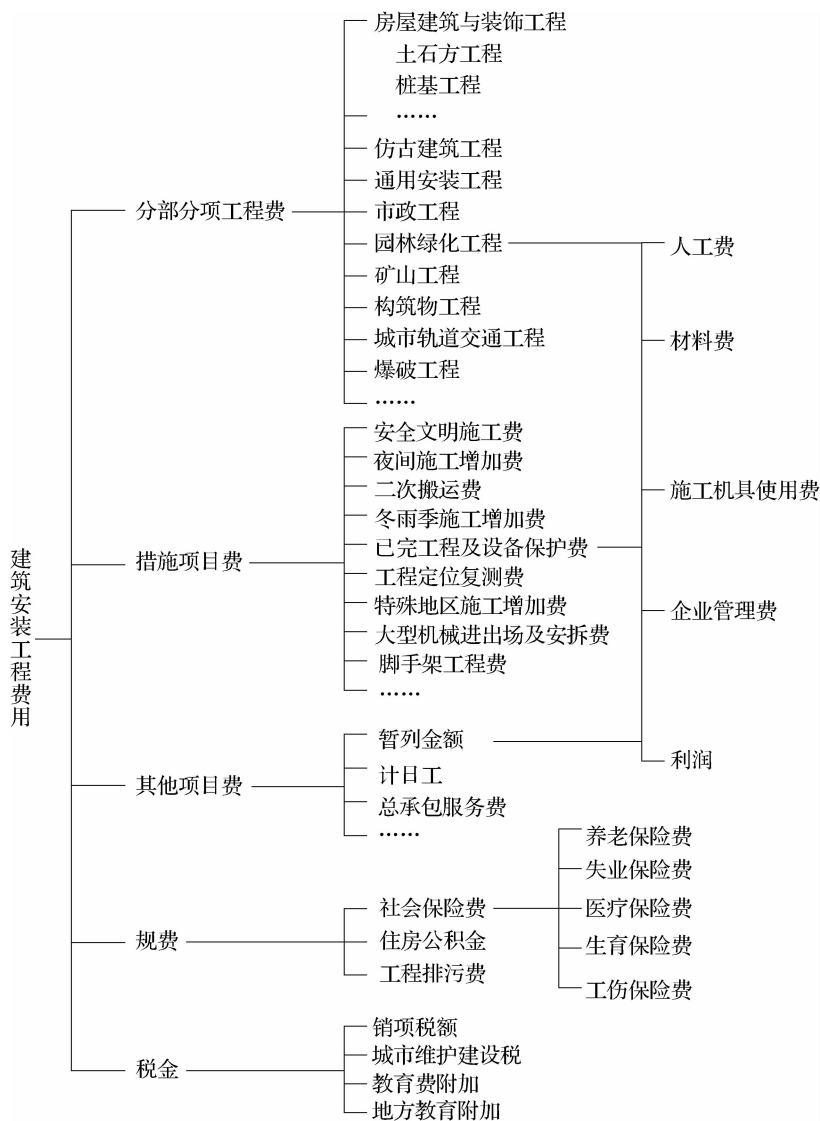 建筑安装工程费用
分部分项工程费
房屋建筑与装饰工程
土石方工程
桩基工程
……
仿古建筑工程
通用安装工程
市政工程
园林绿化工程
矿山工程
构筑物工程
城市轨道交通工程
爆破工程
……
措施项目费
安全文明施工费
夜间施工增加费
二次搬运费
冬雨季施工增加费
已完工程及设备保护费
工程定位复测费
特殊地区施工增加费
大型机械进出场及安拆费
脚手架工程费
……
其他项目费
暂列金额
计日工
总承包服务费
……
人工费
材料费
施工机具使用费
企业管理费
利润
规费
社会保险费
住房公积金
工程排污费
养老保险费
失业保险费
医疗保险费
生育保险费
工伤保险费
税金
销项税额
城市维护建设税
教育费附加
地方教育附加